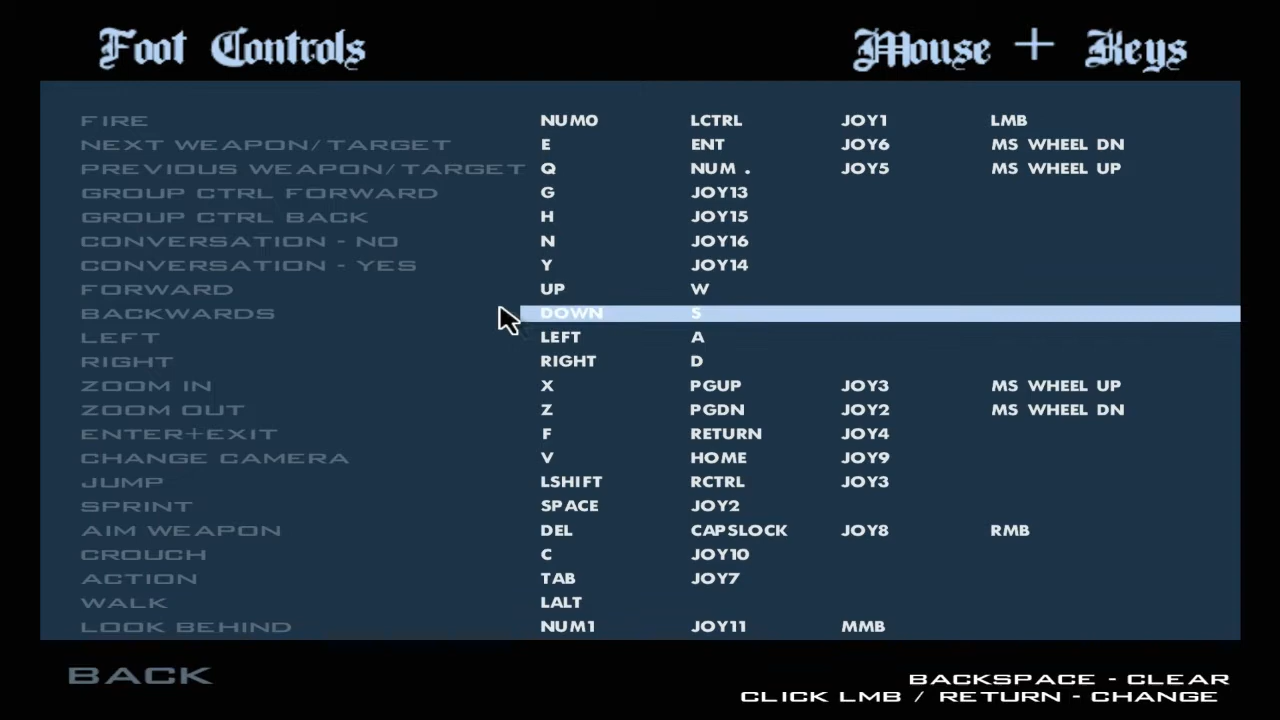 Foot Controls Mouse + Keys
FIRE NUM0 LCTRL JOY1 LMB
NEXT WEAPON/TARGET E ENT JOY6 MS WHEEL DN
PREVIOUS WEAPON/TARGET Q NUM . JOY5 MS WHEEL UP
GROUP CTRL FORWARD G JOY13
GROUP CTRL BACK H JOY15
CONVERSATION - NO N JOY16
CONVERSATION - YES Y JOY14
FORWARD UP W
BACKWARDS DOWN S
LEFT LEFT A
RIGHT RIGHT D
ZOOM IN X PGUP JOY3 MS WHEEL UP
ZOOM OUT Z PGDN JOY2 MS WHEEL DN
ENTER+EXIT F RETURN JOY4
CHANGE CAMERA V HOME JOY9
JUMP LSHIFT RCTRL JOY3
SPRINT SPACE JOY2
AIM WEAPON DEL CAPSLOCK JOY8 RMB
CROUCH C JOY10
ACTION TAB JOY7
WALK LALT
LOOK BEHIND NUM1 JOY11 MMB
BACK
BACKSPACE - CLEAR
CLICK LMB / RETURN - CHANGE